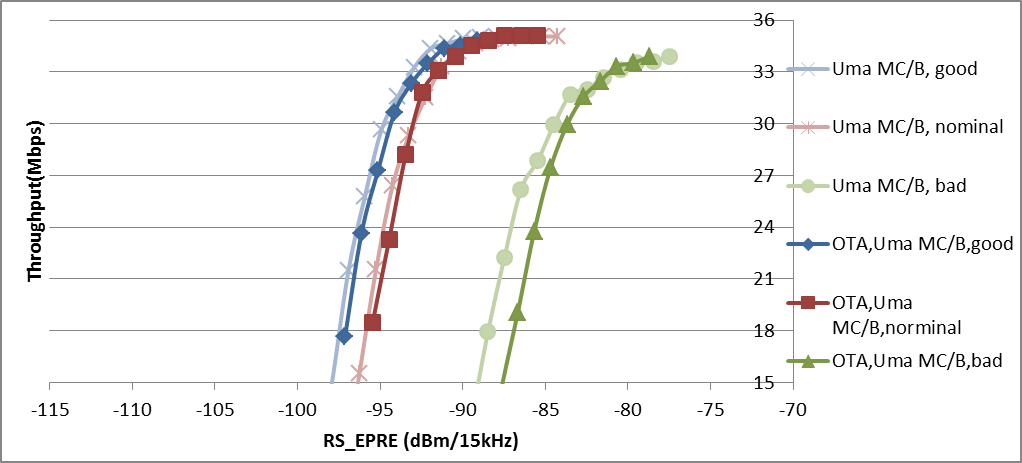 36
33
30
27
24
21
18
15
Throughput(Mbps)
-115
-110
-105
-100
-95
-90
-85
-80
-75
-70
RS_EPRE (dBm/15kHz)
Uma MC/B, good
Uma MC/B, nominal
Uma MC/B, bad
OTA,Uma MC/B,good
OTA,Uma
MC/B,norminal
OTA,Uma MC/B,bad